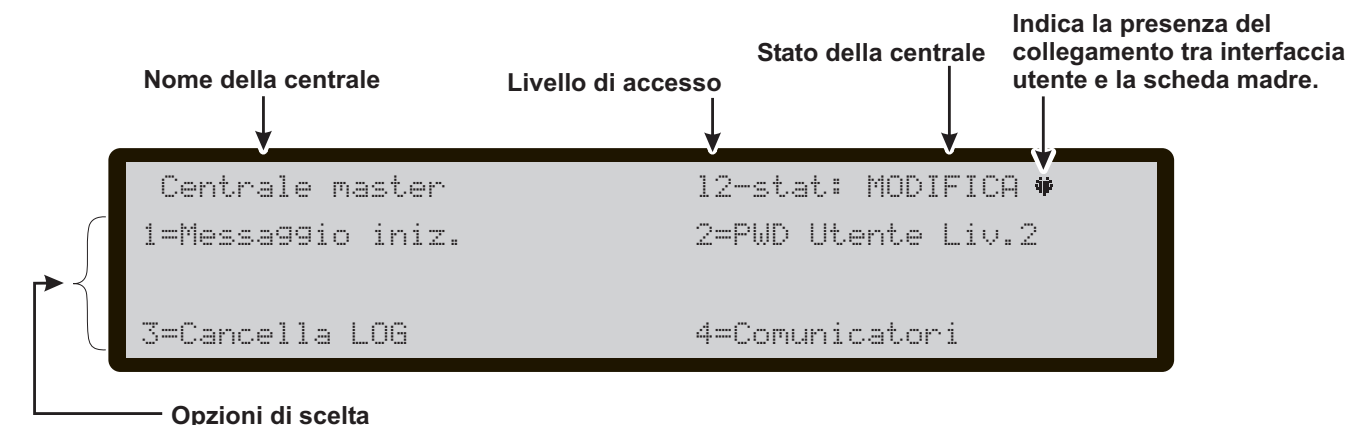 Indica la presenza del
collegamento tra interfaccia
utente e la scheda madre.
Stato della centrale
Nome della centrale
Livello di accesso
Centrale master l2-stat: MODIFICA
1=Messaggio iniz. 2=PWD Utente Liv.2
3=Cancella LOG 4=Comunicatori
Opzioni di scelta